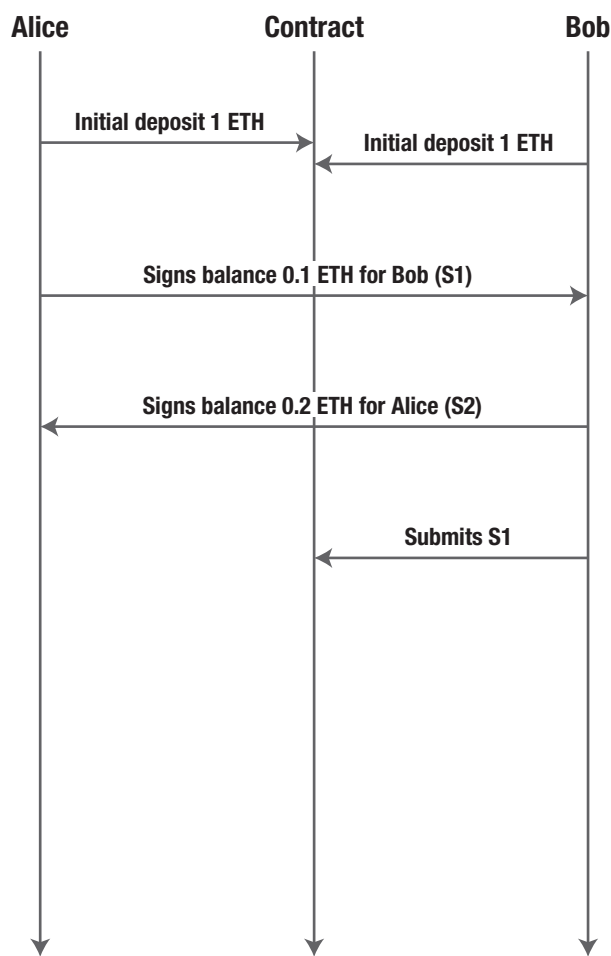 Alice
Contract
Bob
Initial deposit 1 ETH
Initial deposit 1 ETH
Signs balance 0.1 ETH for Bob (S1)
Signs balance 0.2 ETH for Alice (S2)
Submits S1